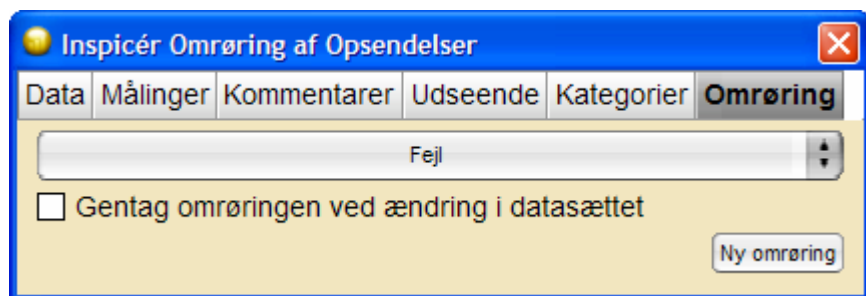 Inspicér Omrøring af Opsendelser
Data Målinger Kommentarer Udseende Kategorier Omrøring
Fejl
Gentag omrøringen ved ændring i datasættet
Ny omrøring